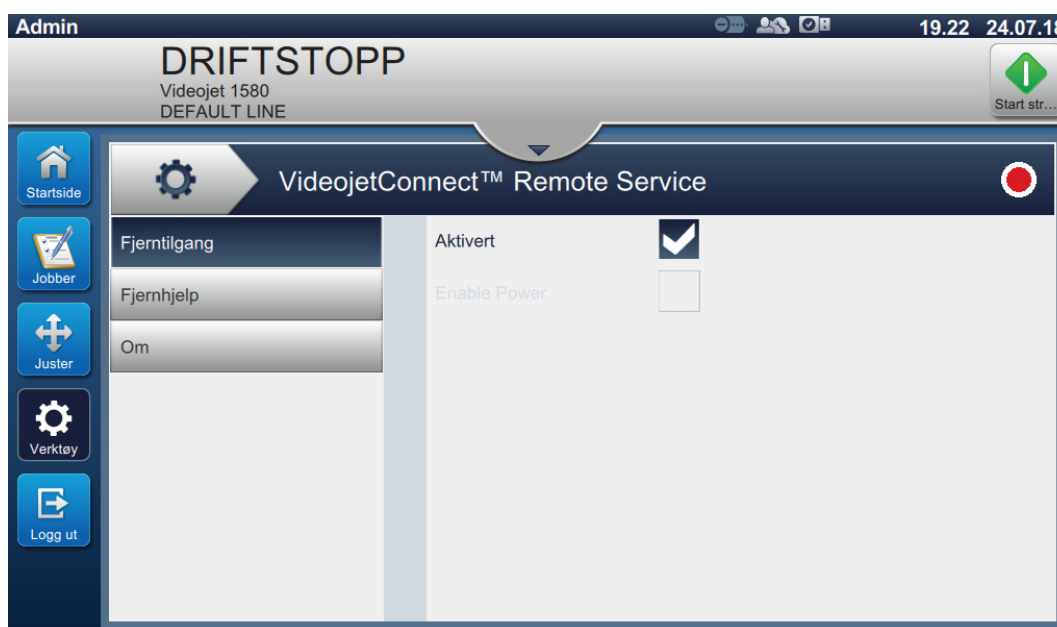 Admin 19.22 24.07.18
DRIFTSTOPP
Videojet 1580
DEFAULT LINE
Start str...
Startside
VideojetConnect™ Remote Service
Jobber
Fjerntilgang
Aktivert
Fjernhjelp
Enable Power
Om
Juster
Verktøy
Logg ut